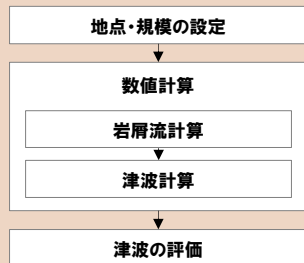 地点・規模の設定
数値計算
岩屑流計算
津波計算
津波の評価